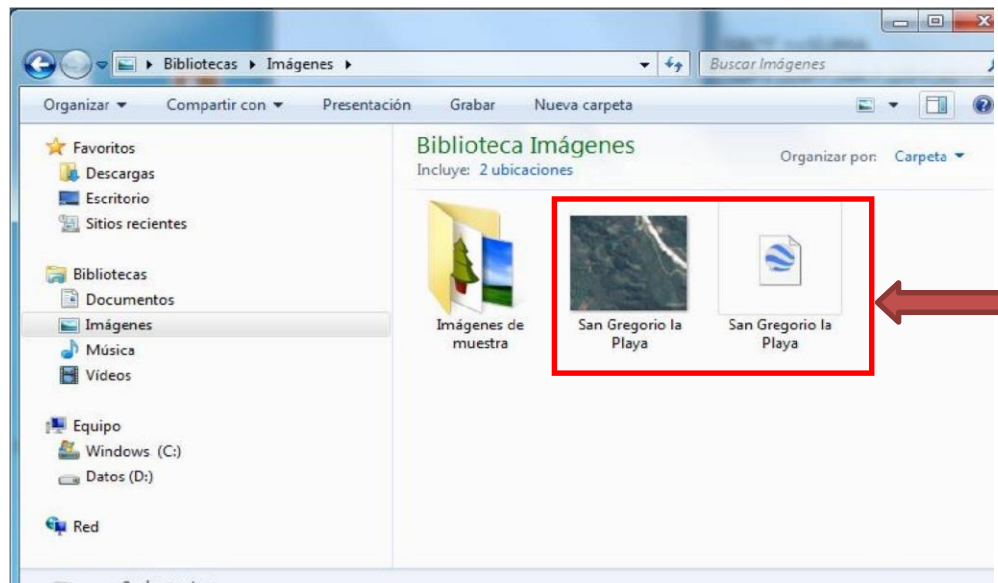 Bibliotecas Imágenes
Buscar Imágenes
Organizar Compartir con Presentación Grabar Nueva carpeta
Favoritos
Descargas
Escritorio
Sitios recientes
Bibliotecas
Documentos
Imágenes
Música
Vídeos
Equipo
Windows (C:)
Datos (D:)
Red
Biblioteca Imágenes
Incluye: 2 ubicaciones
Organizar por: Carpeta
Imágenes de
muestra
San Gregorio la
Playa
San Gregorio la
Playa